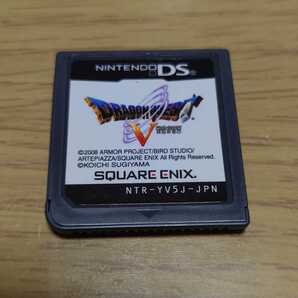 NINTENDO DS
DRAGON QUEST
V
©2008 ARMOR PROJECT/BIRD STUDIO/
ARTEPIAZZA/SQUARE ENIX All Rights Reserved.
©KOICHI SUGIYAMA
SQUARE ENIX.
NTR-YV5J-JPN